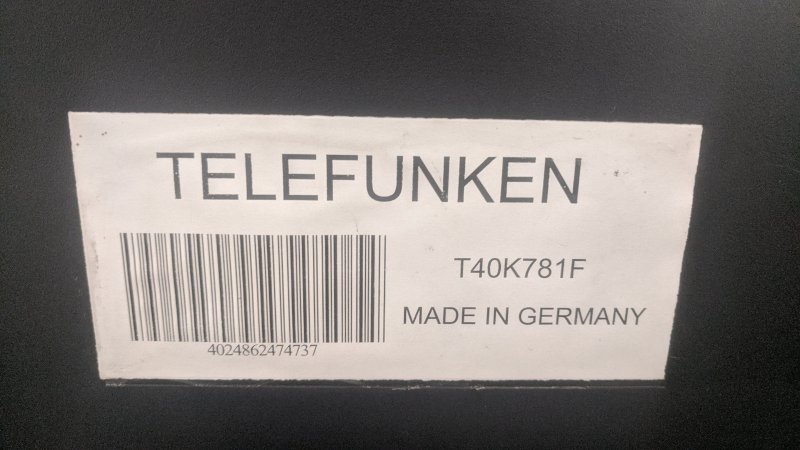 TELEFUNKEN
T40K781F
MADE IN GERMANY
4024862474737